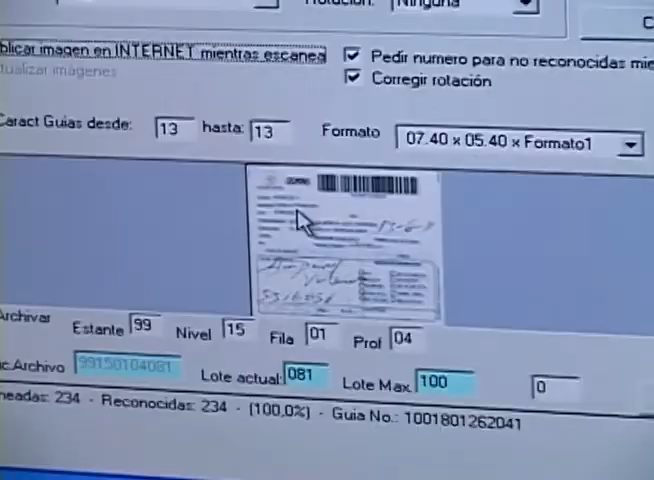 Rotación: Ninguna
blicar imagen en INTERNET mientras escanea
Pedir numero para no reconocidas mie
tualizar imágenes
Corregir rotación
Caract Guias desde: 13 hasta: 13 Formato 07.40 x 05.40 x Formato1
Archivar Estante 99 Nivel 15 Fila 01 Prof 04
c.Archivo 99150104081 Lote actual: 081 Lote Max 100 0
neadas: 234 - Reconocidas: 234 - (100,0%) - Guia No.: 1001801262041